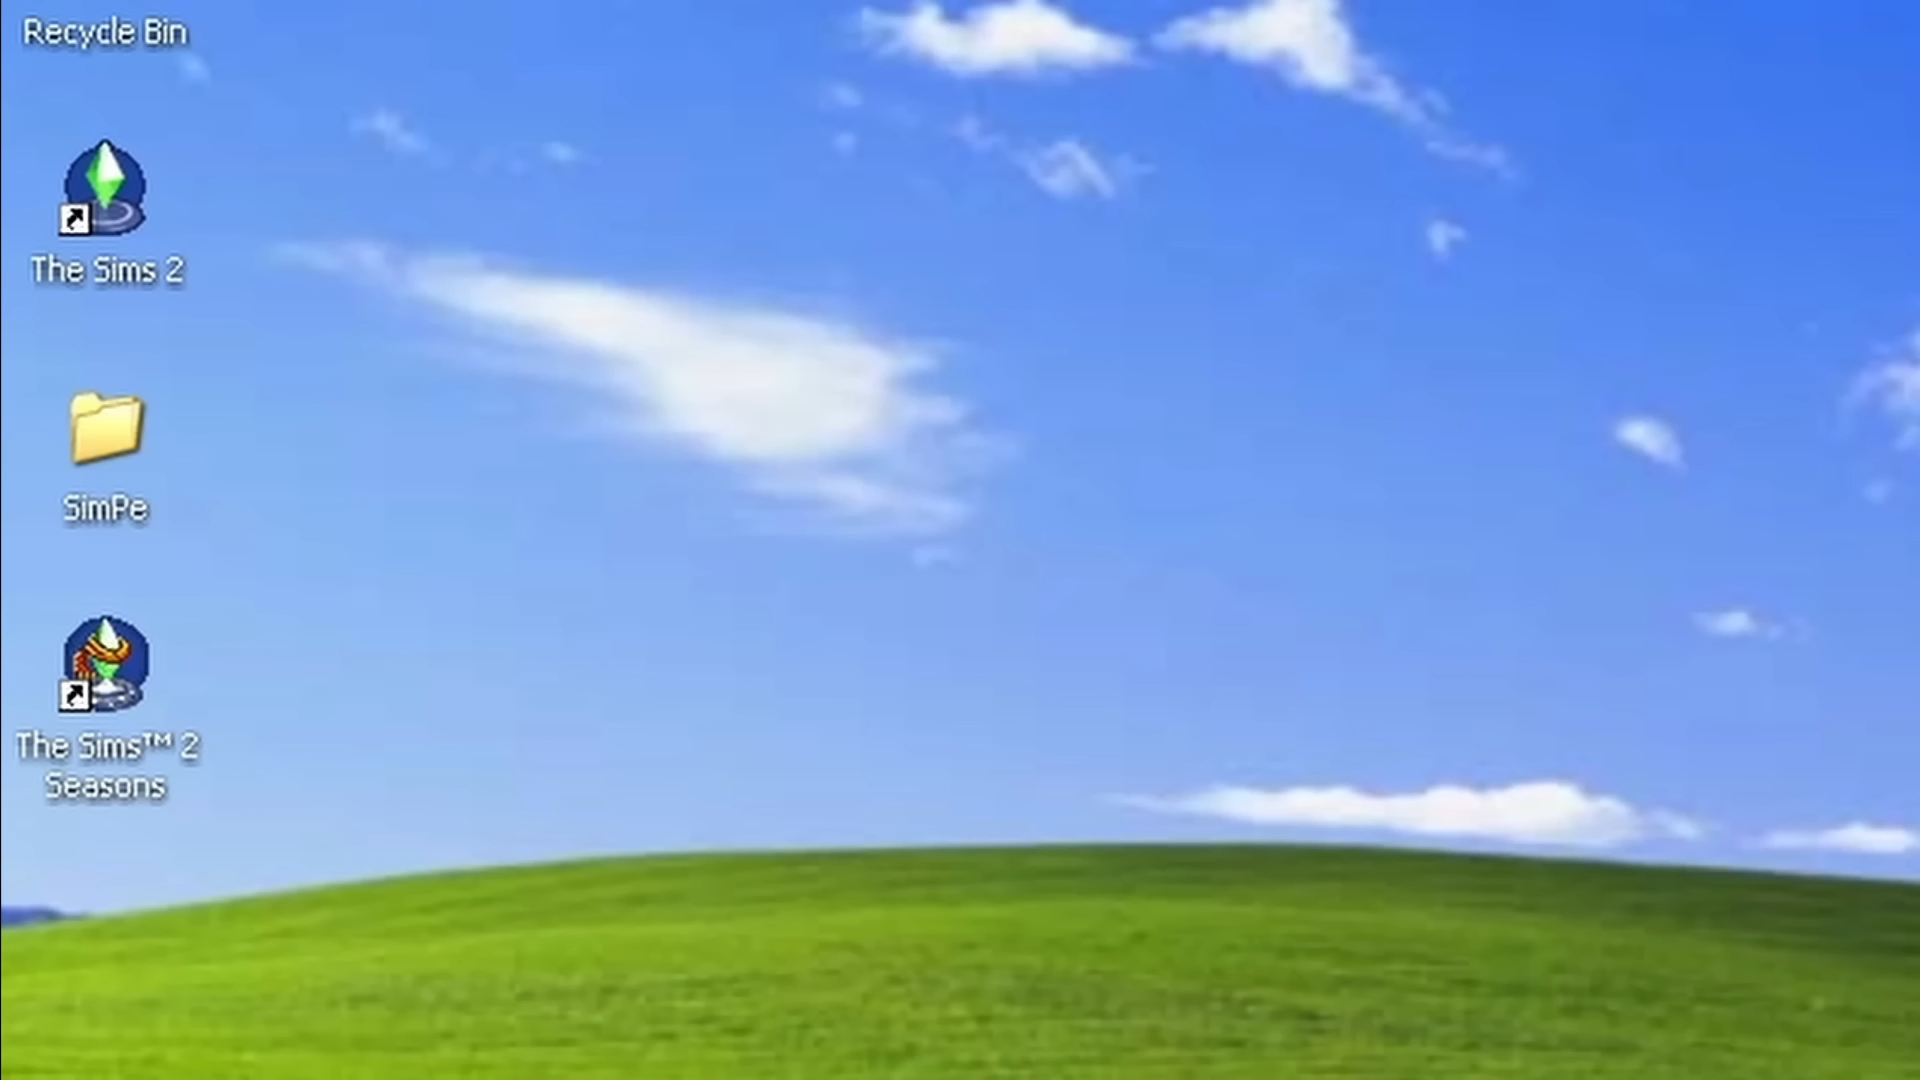 Recycle Bin
The Sims 2
SimPe
The Sims™ 2
Seasons